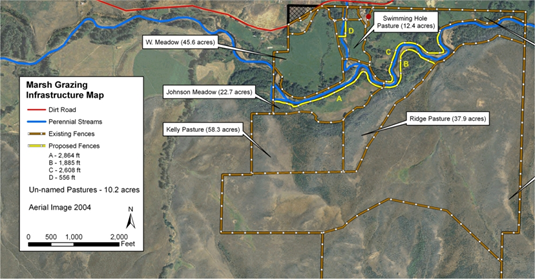 Swimming Hole
Pasture (12.4 acres)
D
W. Meadow (45.6 acres)
C
B
Marsh Grazing
Infrastructure Map
Johnson Meadow (22.7 acres)
A
Dirt Road
Perennial Streams
Ridge Pasture (37.9 acres)
Kelly Pasture (58.3 acres)
Existing Fences
Proposed Fences
A - 2,864 ft
B - 1,885 ft
C - 2,608 ft
D - 556 ft
Un-named Pastures - 10.2 acres
Aerial Image 2004
N
0 500 1,000 2,000
Feet